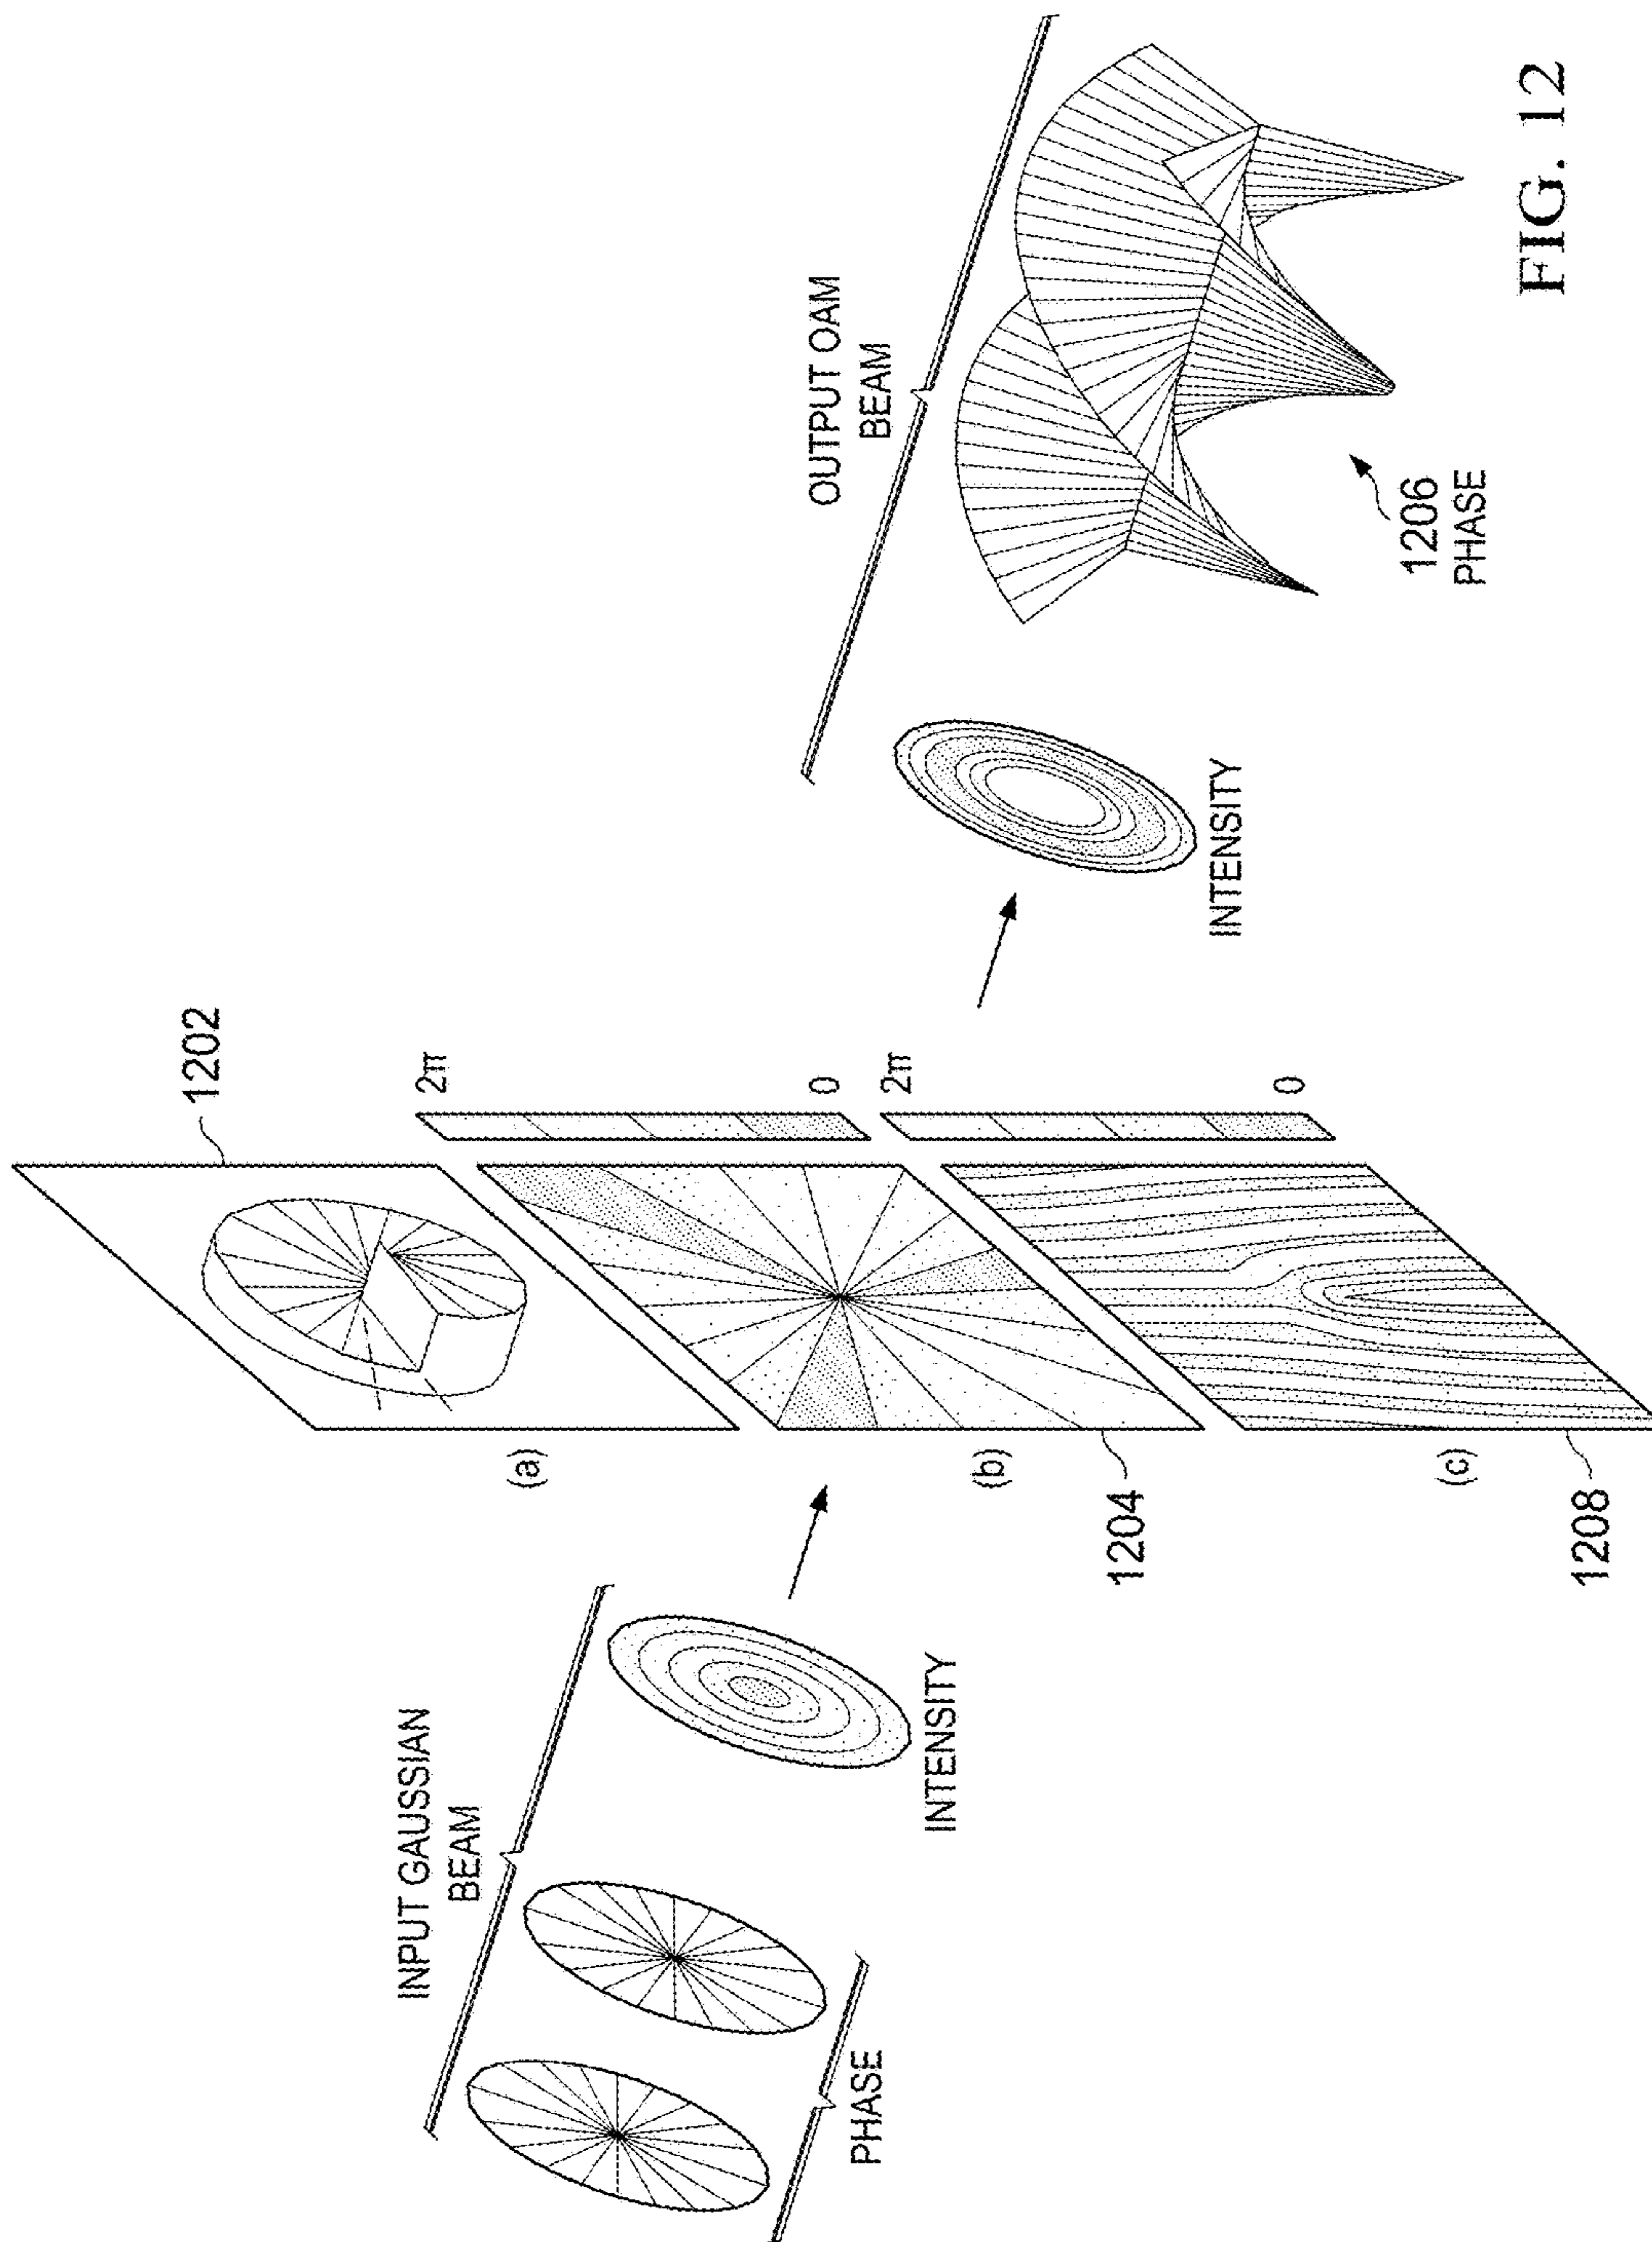 INPUT GAUSSIAN
BEAM
PHASE
INTENSITY
(a)
1202
2π
0
(b)
1204
2π
0
(c)
1208
OUTPUT OAM
BEAM
INTENSITY
1206
PHASE
FIG. 12